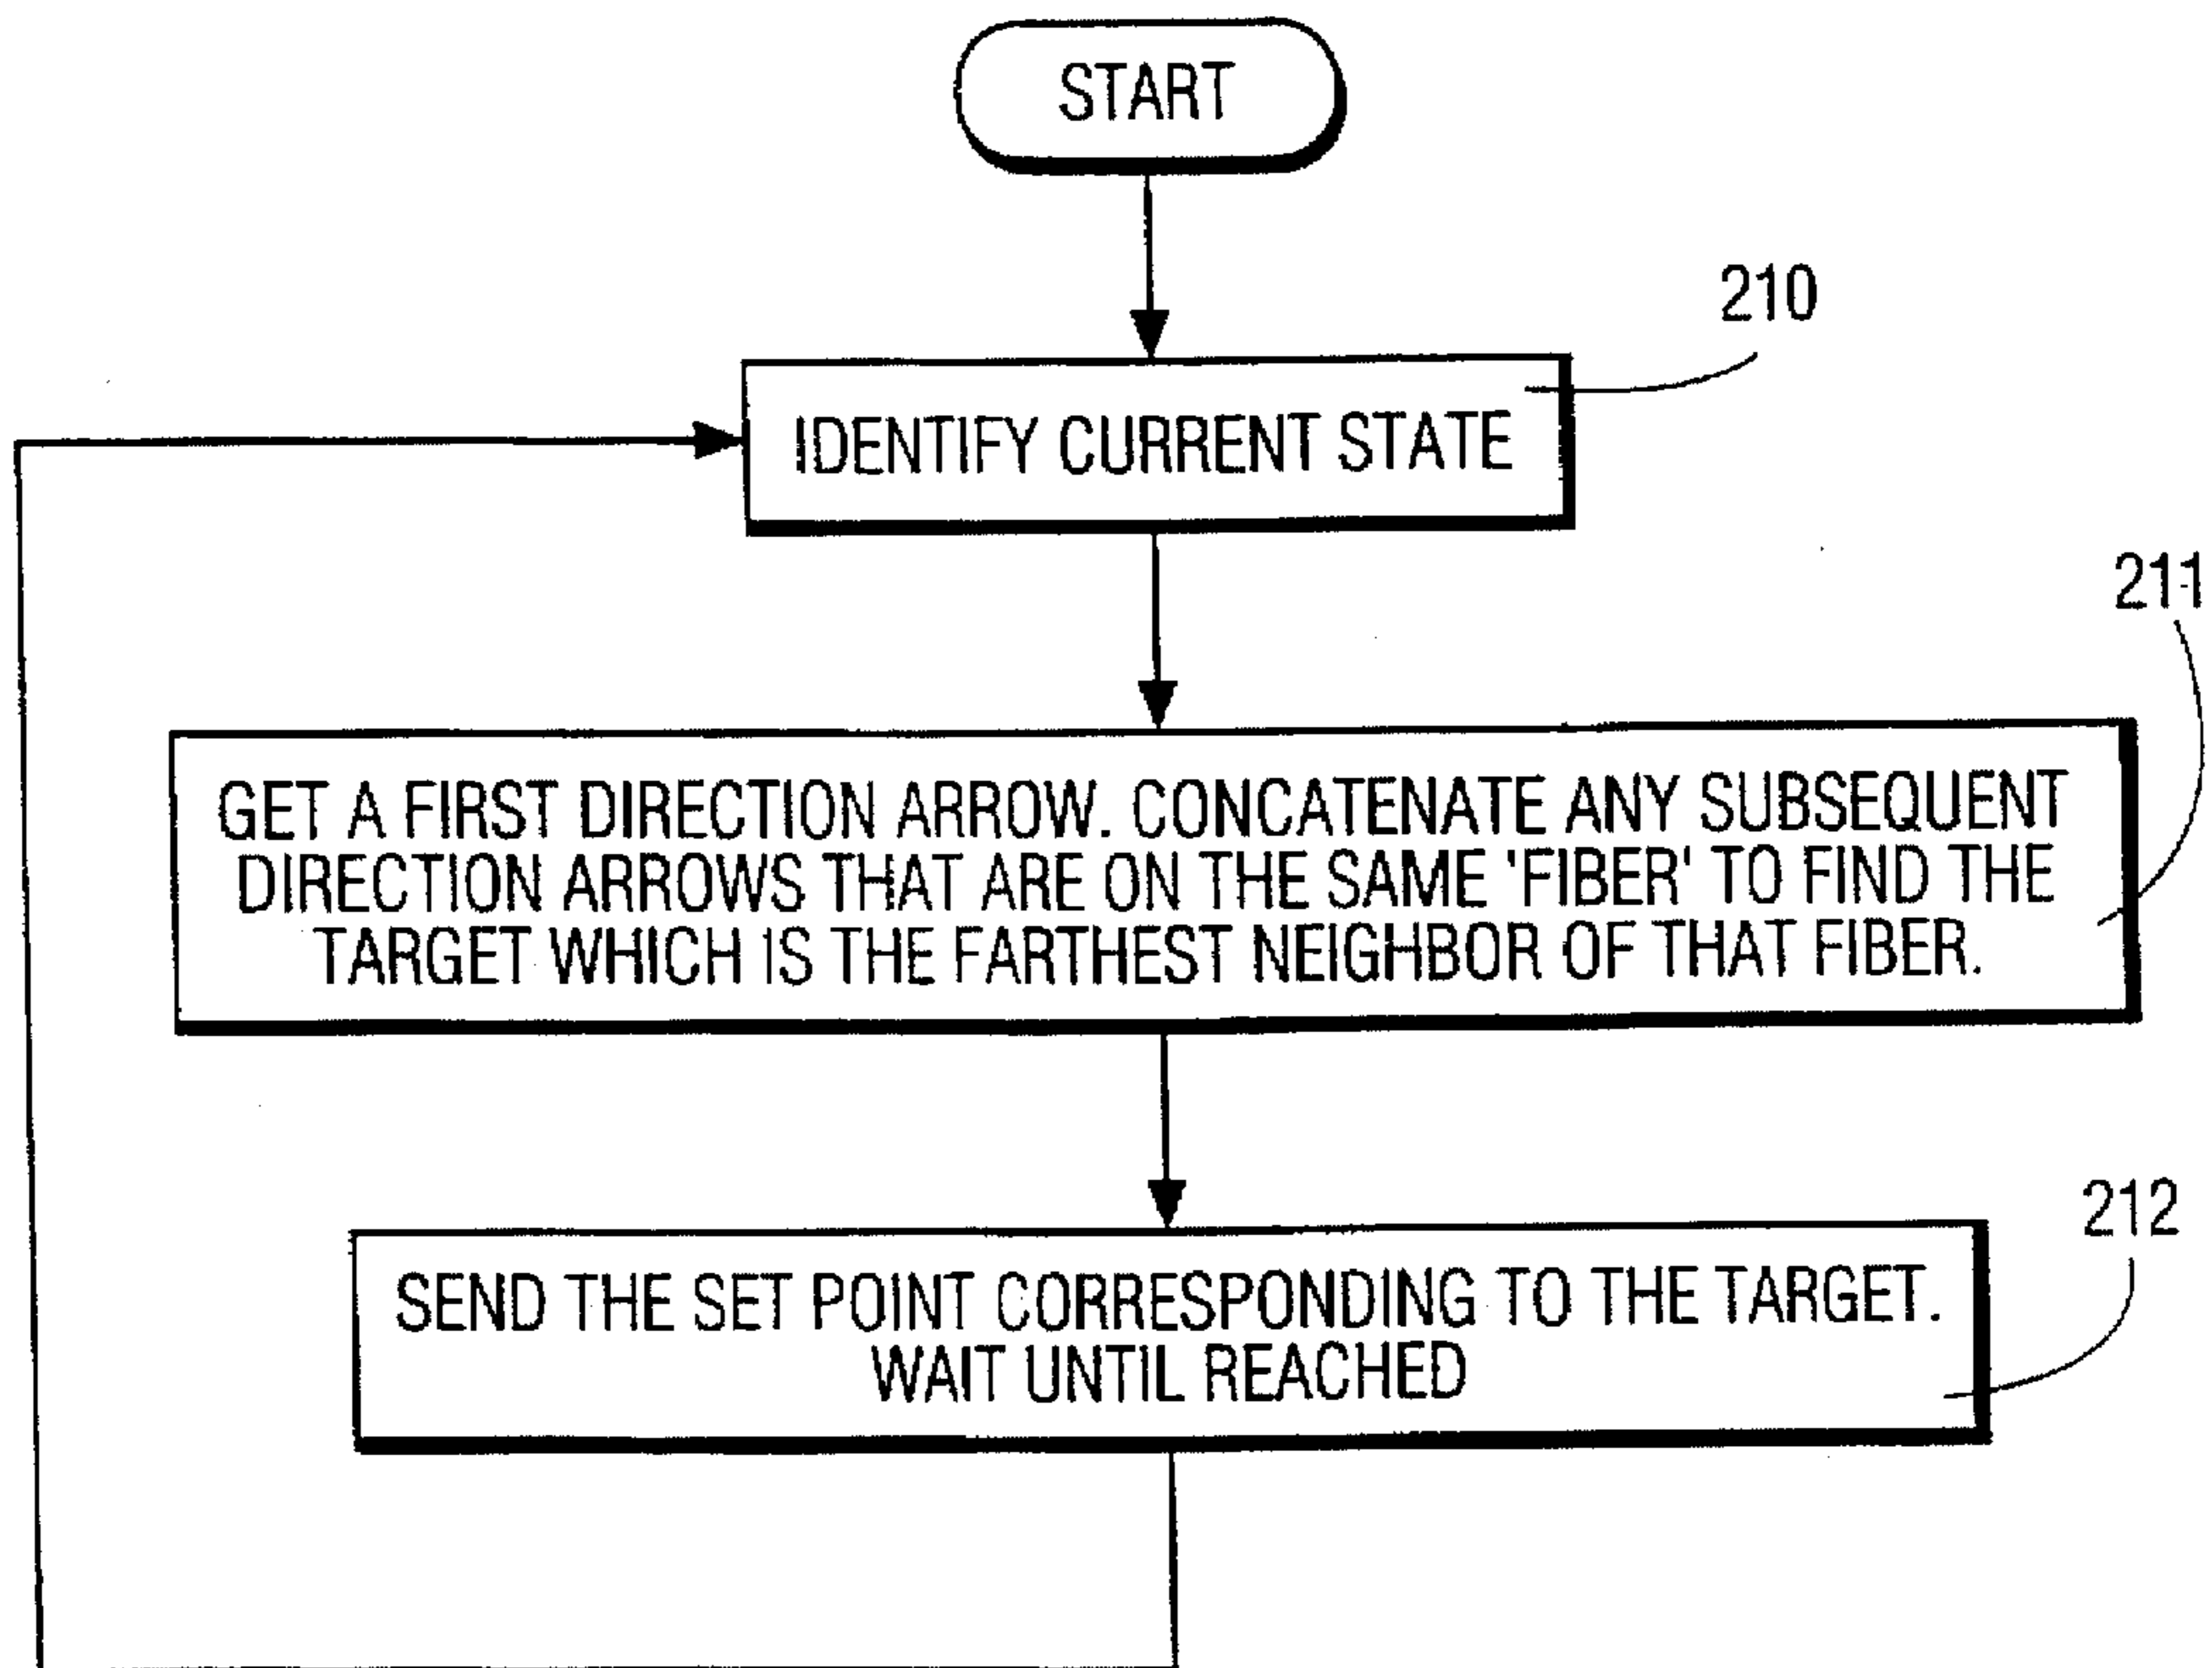 START
210
IDENTIFY CURRENT STATE
211
GET A FIRST DIRECTION ARROW. CONCATENATE ANY SUBSEQUENT
DIRECTION ARROWS THAT ARE ON THE SAME 'FIBER' TO FIND THE
TARGET WHICH IS THE FARTHEST NEIGHBOR OF THAT FIBER.
212
SEND THE SET POINT CORRESPONDING TO THE TARGET.
WAIT UNTIL REACHED